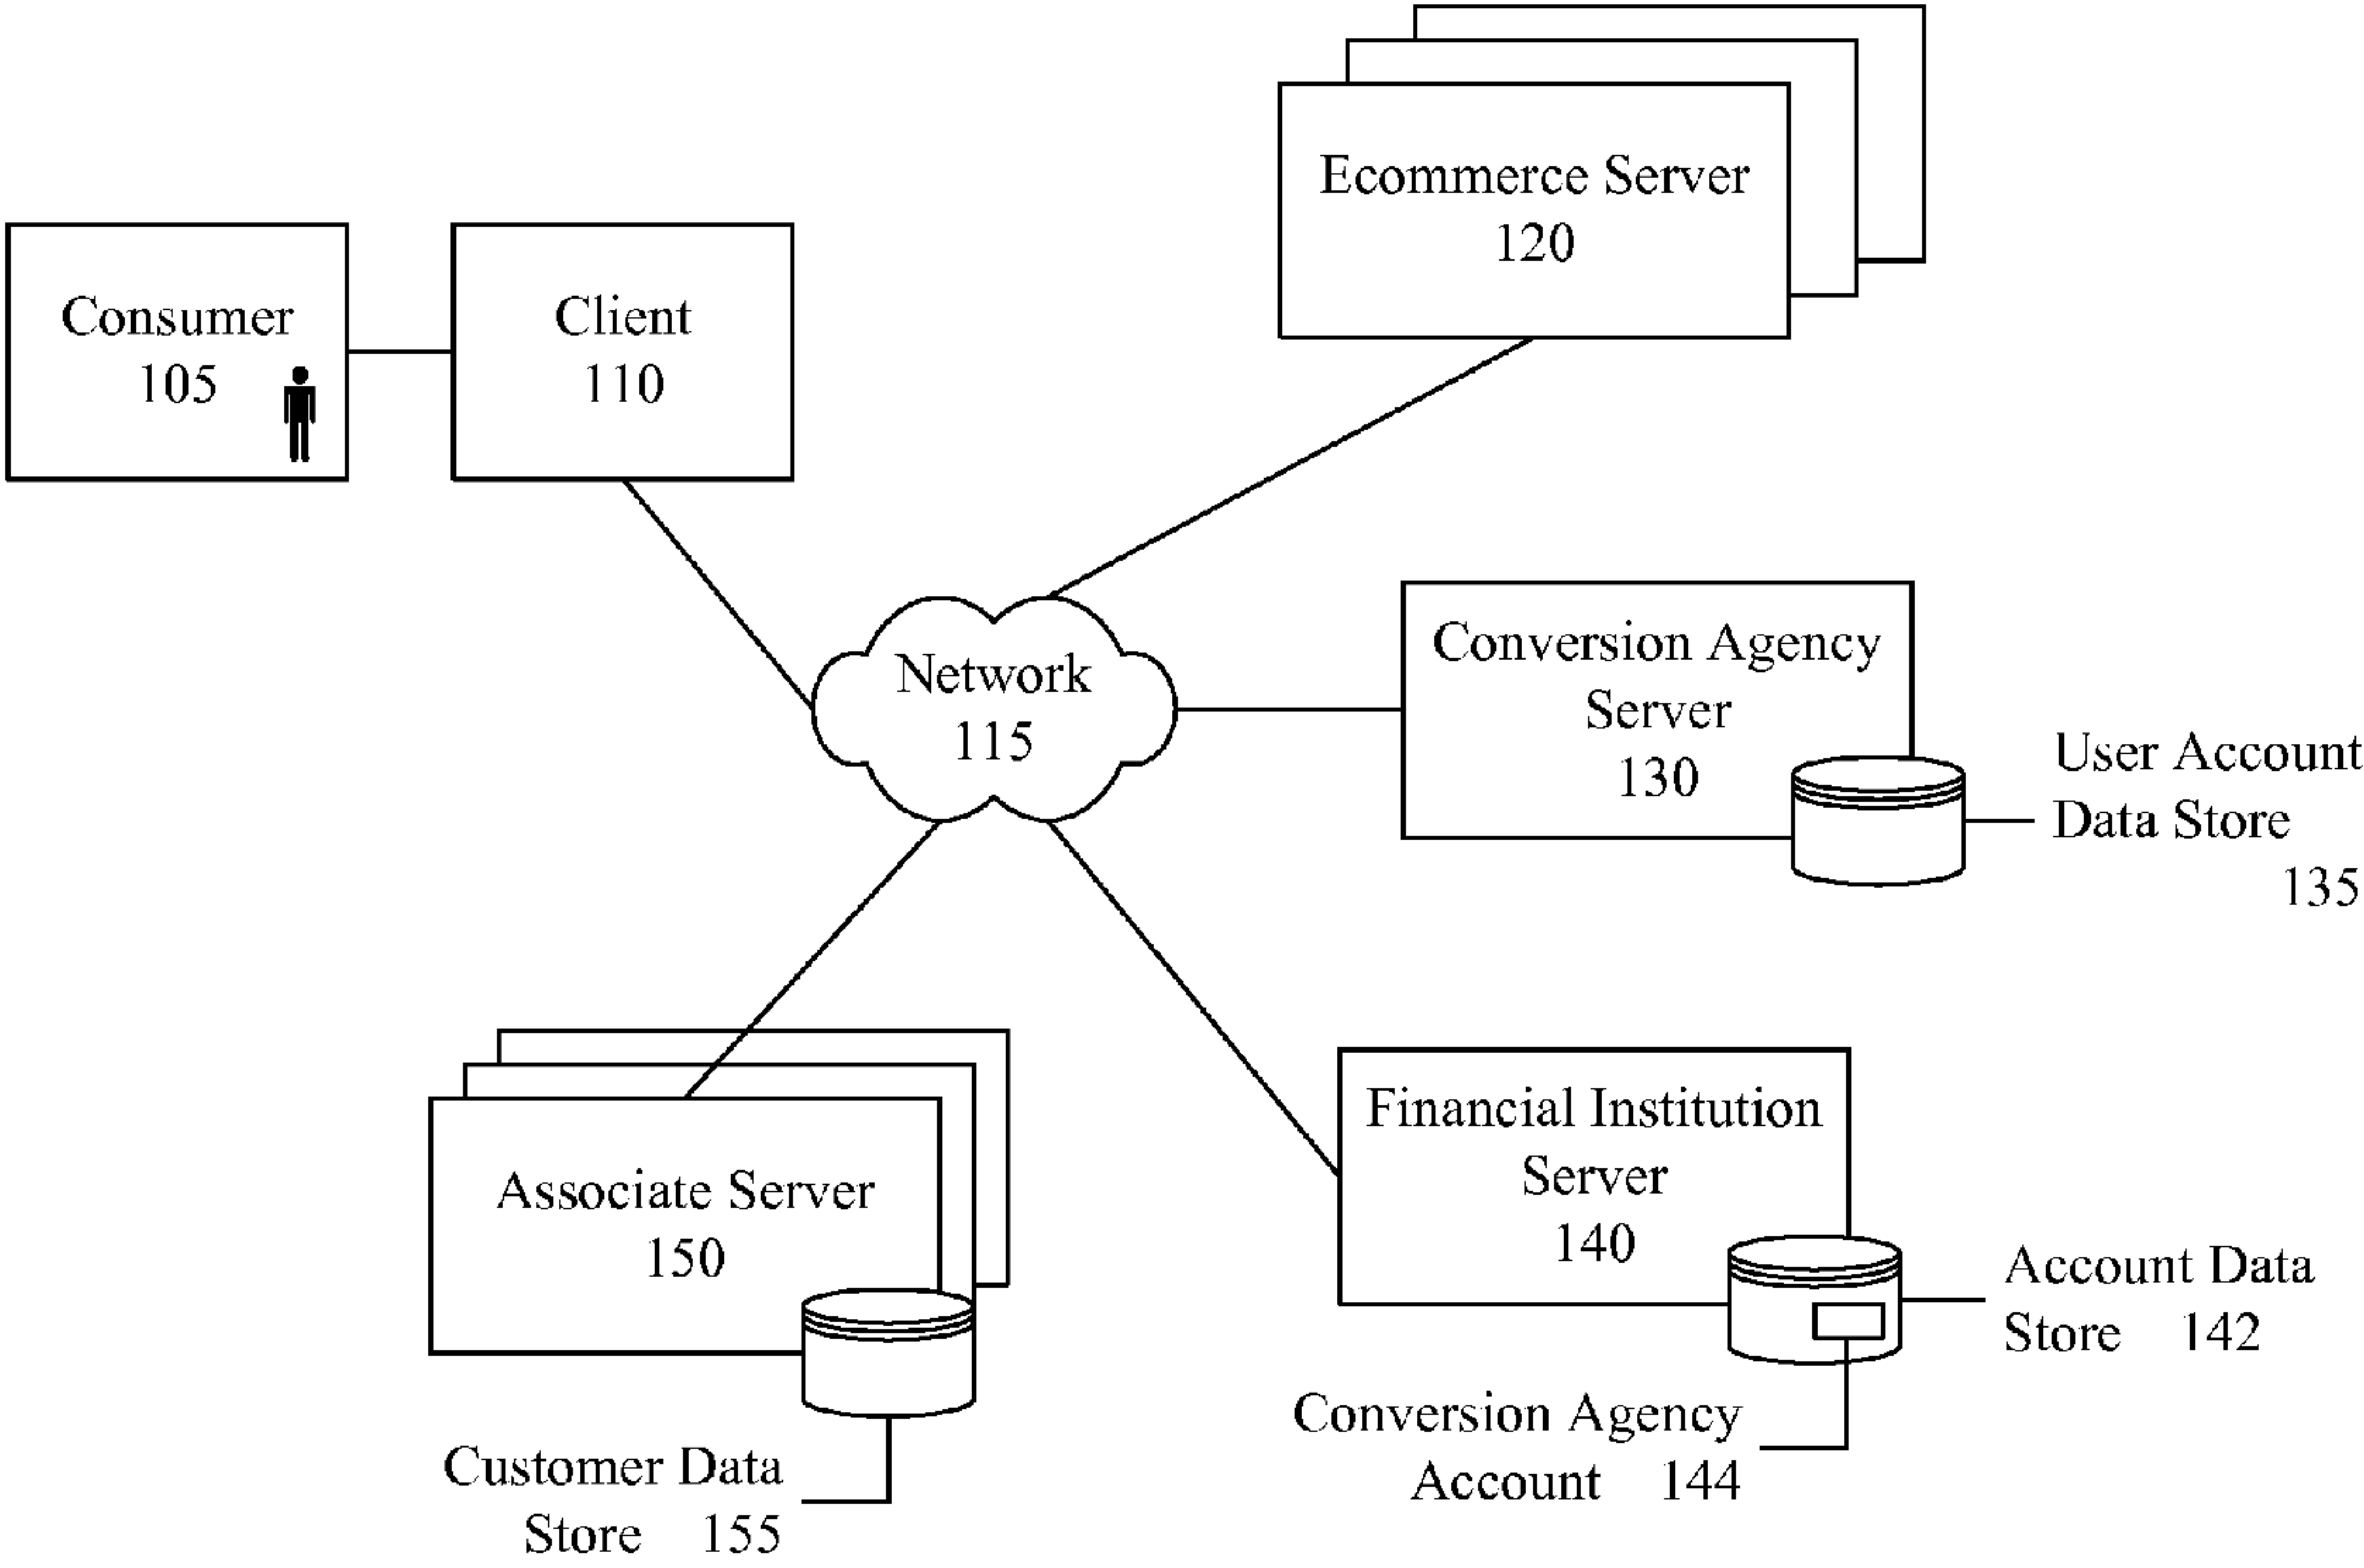 Ecommerce Server
120
Consumer
105
Client
110
Network
115
Conversion Agency
Server
130
User Account
Data Store
135
Associate Server
150
Customer Data
Store 155
Financial Institution
Server
140
Account Data
Store 142
Conversion Agency
Account 144